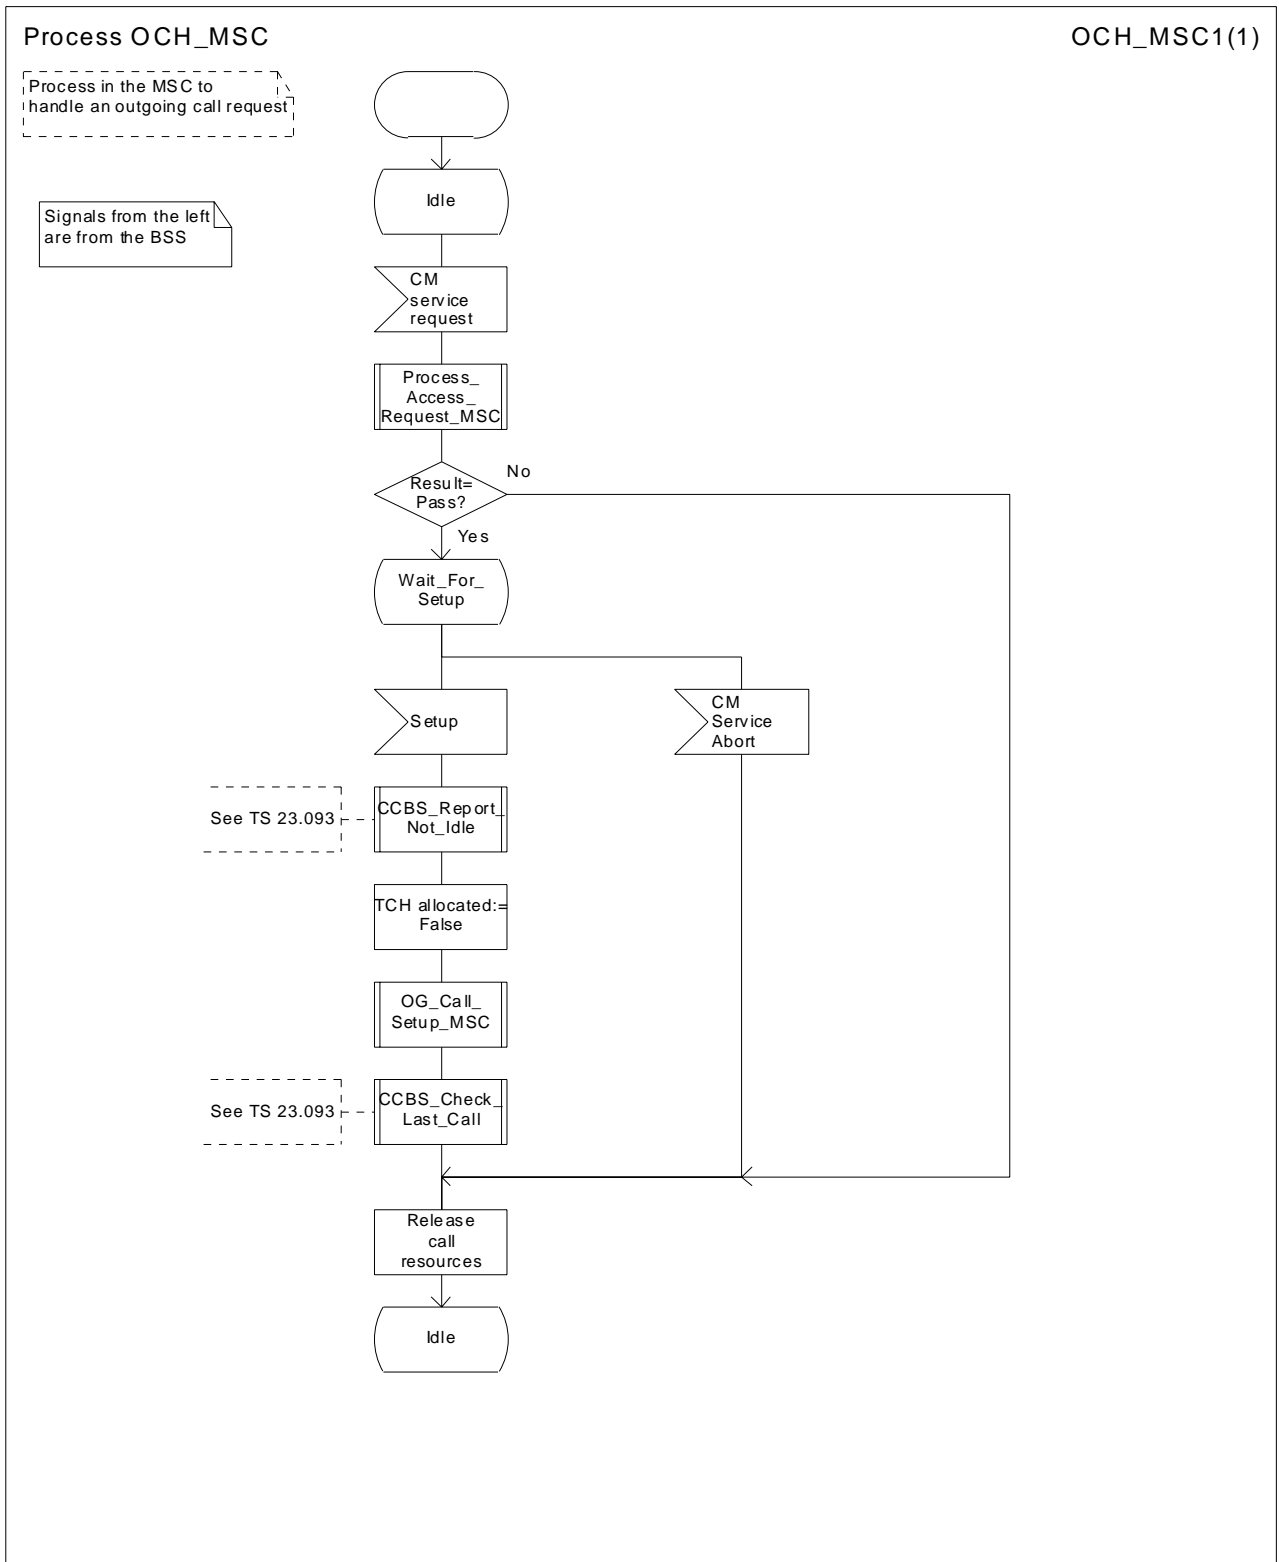 Process OCH_MSC
OCH_MSC1(1)
Process in the MSC to
handle an outgoing call request
Signals from the left
are from the BSS
Idle
CM
service
request
Process_
Access_
Request_MSC
Result=
Pass?
No
Yes
Wait_For_
Setup
Setup
CM
Service
Abort
See TS 23.093
CCBS_Report_
Not_Idle
TCH allocated:=
False
OG_Call_
Setup_MSC
See TS 23.093
CCBS_Check_
Last_Call
Release
call
resources
Idle